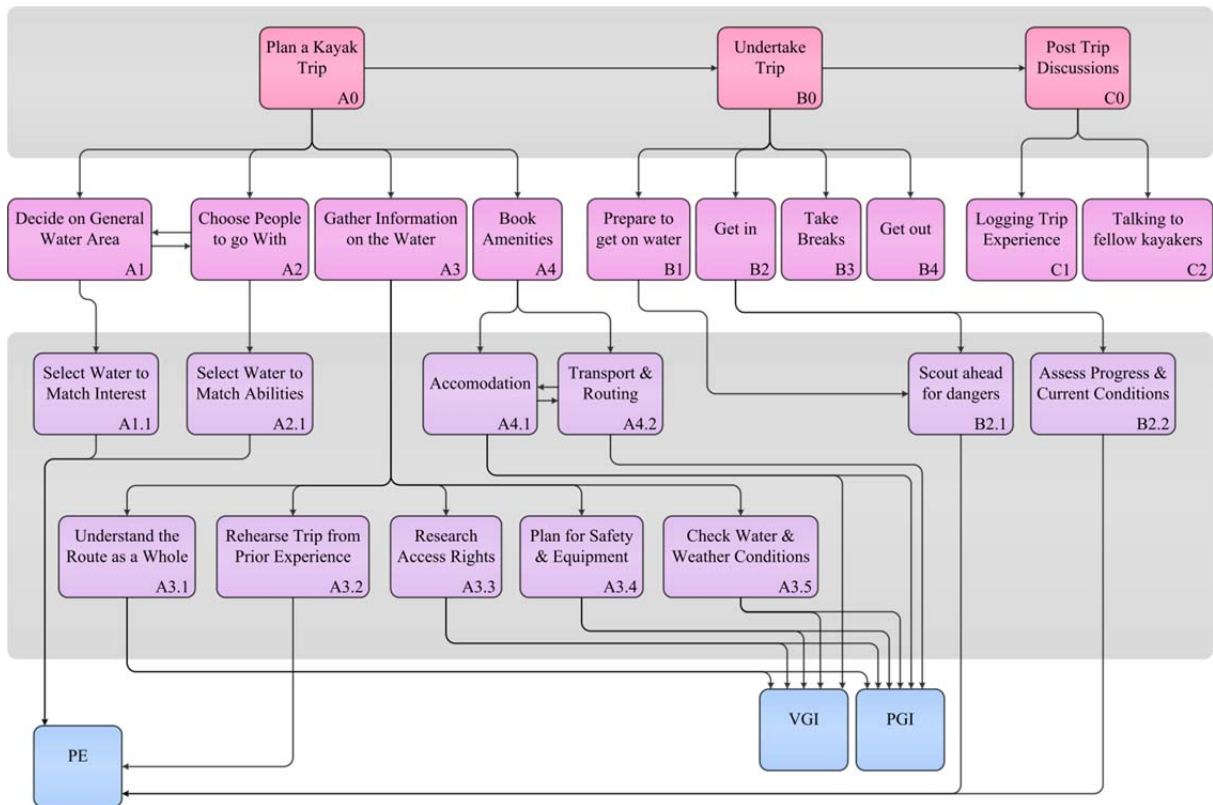 Plan a Kayak
Trip
A0
Undertake
Trip
B0
Post Trip
Discussions
C0
Decide on General
Water Area
A1
Choose People
to go With
A2
Gather Information
on the Water
A3
Book
Amenities
A4
Prepare to
get on water
B1
Get in
B2
Take
Breaks
B3
Get out
B4
Logging Trip
Experience
C1
Talking to
fellow kayakers
C2
Select Water to
Match Interest
A1.1
Select Water to
Match Abilities
A2.1
Accomodation
A4.1
Transport &
Routing
A4.2
Scout ahead
for dangers
B2.1
Assess Progress &
Current Conditions
B2.2
Understand the
Route as a Whole
A3.1
Rehearse Trip from
Prior Experience
A3.2
Research
Access Rights
A3.3
Plan for Safety
& Equipment
A3.4
Check Water &
Weather Conditions
A3.5
VGI
PGI
PE